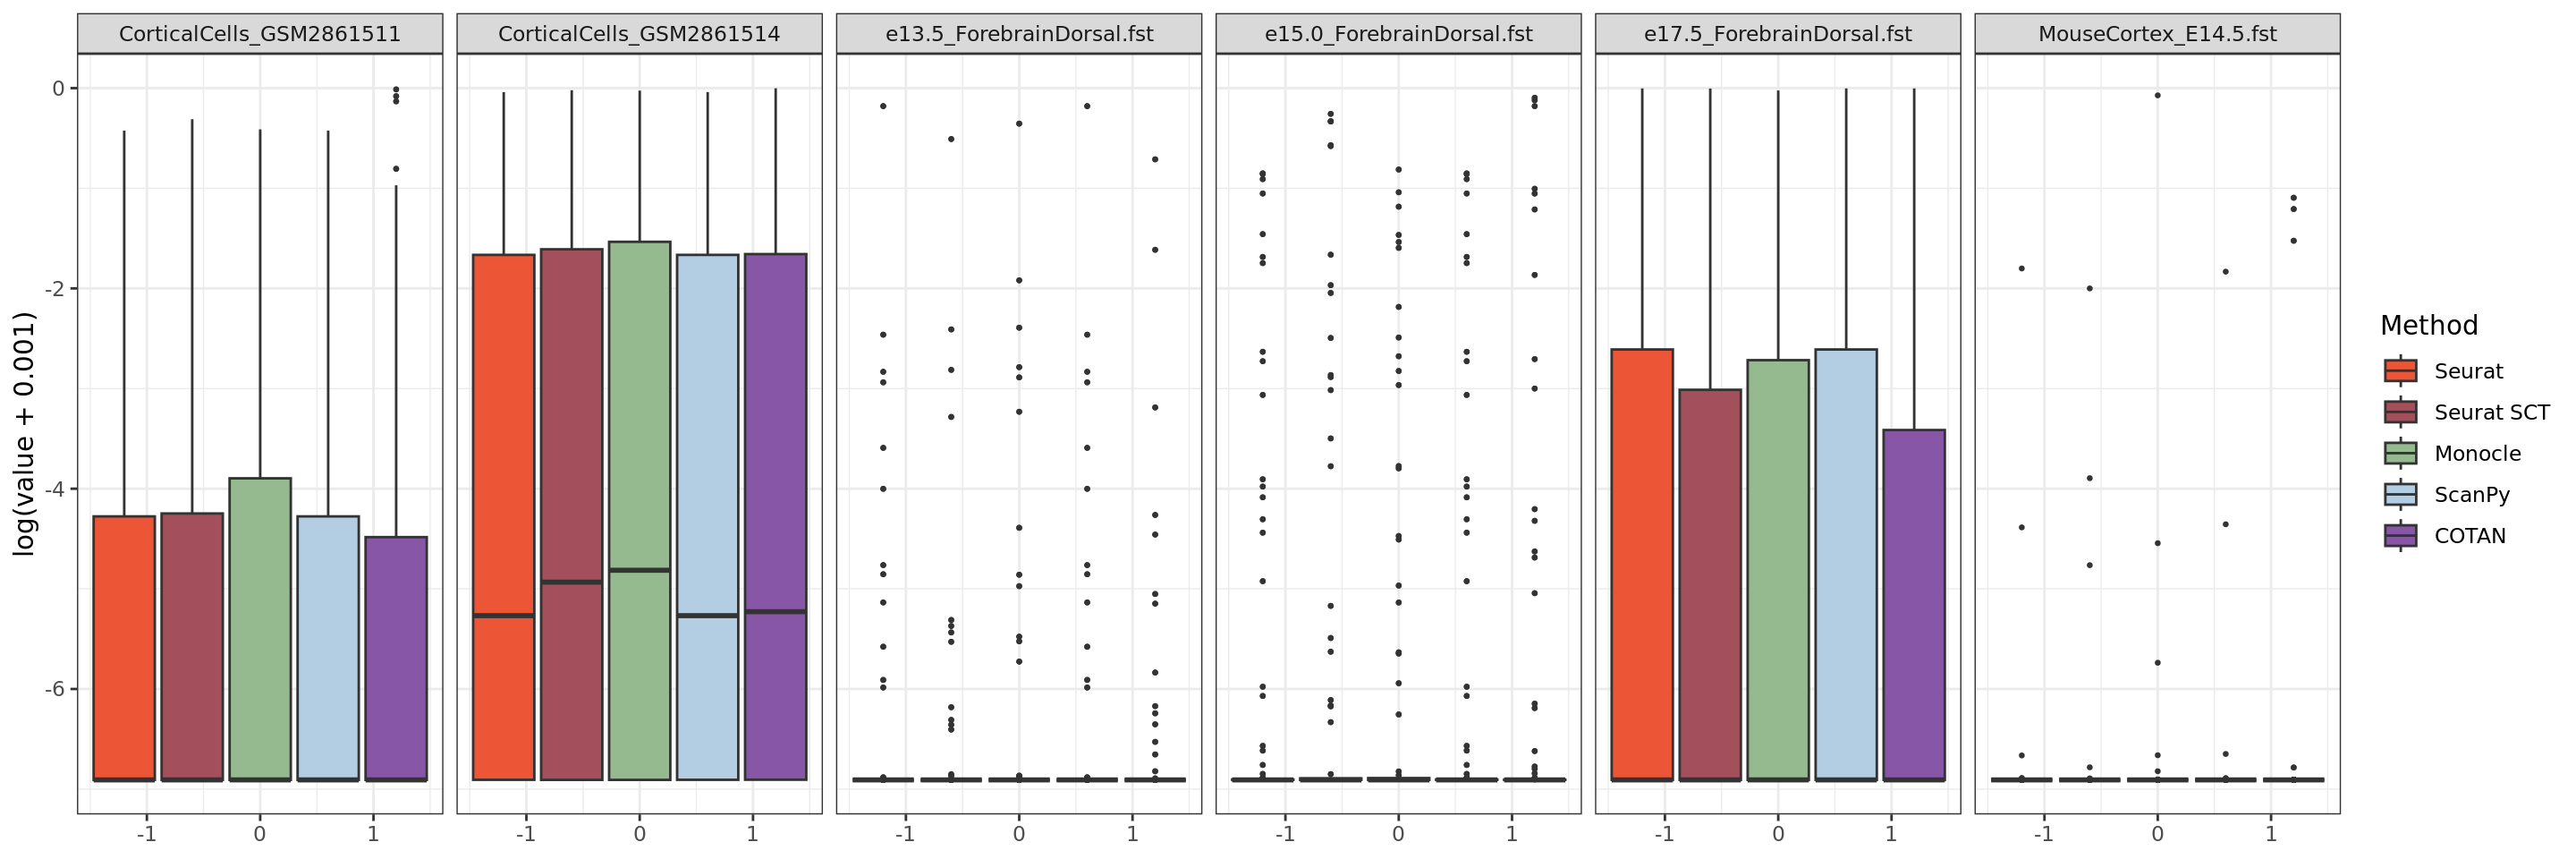 CorticalCells_GSM2861511 CorticalCells_GSM2861514 e13.5_ForebrainDorsal.fst e15.0_ForebrainDorsal.fst e17.5_ForebrainDorsal.fst MouseCortex_E14.5.fst
0
-2
-4
-6
log(value + 0.001)
-1 0 1 -1 0 1 -1 0 1 -1 0 1 -1 0 1 -1 0 1
Method
Seurat
Seurat SCT
Monocle
ScanPy
COTAN